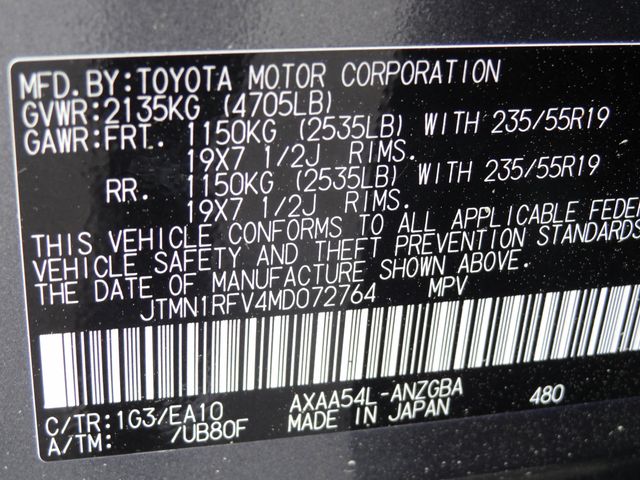 MFD.BY:TOYOTA MOTOR CORPORATION
GVWR:2135KG (4705LB)
GAWR:FRT. 1150KG (2535LB) WITH 235/55R19
19X7 1/2J RIMS.
RR. 1150KG (2535LB) WITH 235/55R19
19X7 1/2J RIMS.
THIS VEHICLE CONFORMS TO ALL APPLICABLE FEDER
VEHICLE SAFETY AND THEFT PREVENTION STANDARDS
THE DATE OF MANUFACTURE SHOWN ABOVE.
JTMN1RFV4MD072764 MPV
C/TR:1G3/EA10 AXAA54L-ANZGBA 480
A/TM: /UB80F MADE IN JAPAN